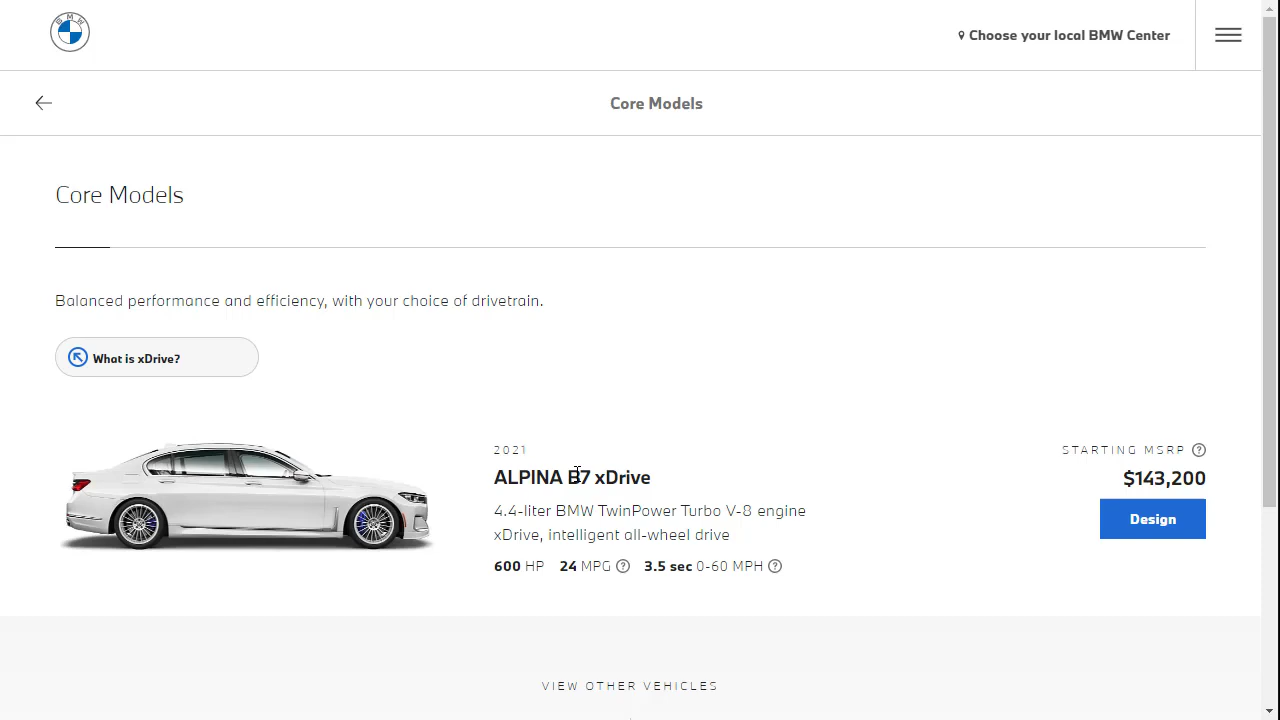 BMW
Choose your local BMW Center
Core Models
Core Models
Balanced performance and efficiency, with your choice of drivetrain.
What is xDrive?
2021
ALPINA B7 xDrive
4.4-liter BMW TwinPower Turbo V-8 engine
xDrive, intelligent all-wheel drive
600 HP 24 MPG ? 3.5 sec 0-60 MPH ?
STARTING MSRP ?
$143,200
Design
VIEW OTHER VEHICLES